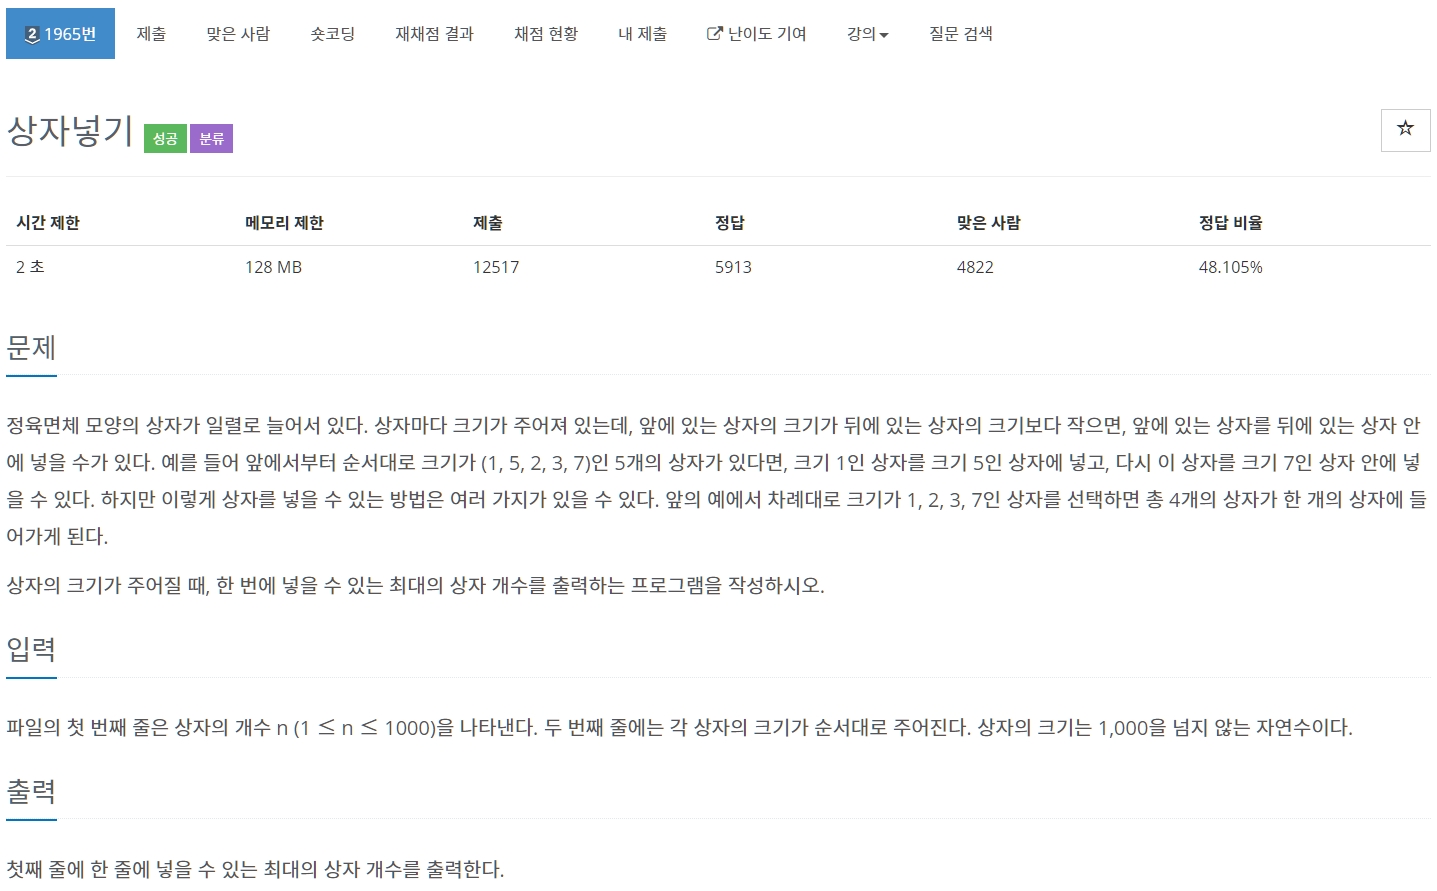 2 1965번 제출 맞은 사람 숏코딩 재채점 결과 채점 현황 내 제출 난이도 기여 강의 질문 검색
상자넣기 성공 분류
시간 제한 메모리 제한 제출 정답 맞은 사람 정답 비율
2 초 128 MB 12517 5913 4822 48.105%
문제
정육면체 모양의 상자가 일렬로 늘어서 있다. 상자마다 크기가 주어져 있는데, 앞에 있는 상자의 크기가 뒤에 있는 상자의 크기보다 작으면, 앞에 있는 상자를 뒤에 있는 상자 안
에 넣을 수가 있다. 예를 들어 앞에서부터 순서대로 크기가 (1, 5, 2, 3, 7)인 5개의 상자가 있다면, 크기 1인 상자를 크기 5인 상자에 넣고, 다시 이 상자를 크기 7인 상자 안에 넣
을 수 있다. 하지만 이렇게 상자를 넣을 수 있는 방법은 여러 가지가 있을 수 있다. 앞의 예에서 차례대로 크기가 1, 2, 3, 7인 상자를 선택하면 총 4개의 상자가 한 개의 상자에 들
어가게 된다.
상자의 크기가 주어질 때, 한 번에 넣을 수 있는 최대의 상자 개수를 출력하는 프로그램을 작성하시오.
입력
파일의 첫 번째 줄은 상자의 개수 n (1 ≤ n ≤ 1000)을 나타낸다. 두 번째 줄에는 각 상자의 크기가 순서대로 주어진다. 상자의 크기는 1,000을 넘지 않는 자연수이다.
출력
첫째 줄에 한 줄에 넣을 수 있는 최대의 상자 개수를 출력한다.